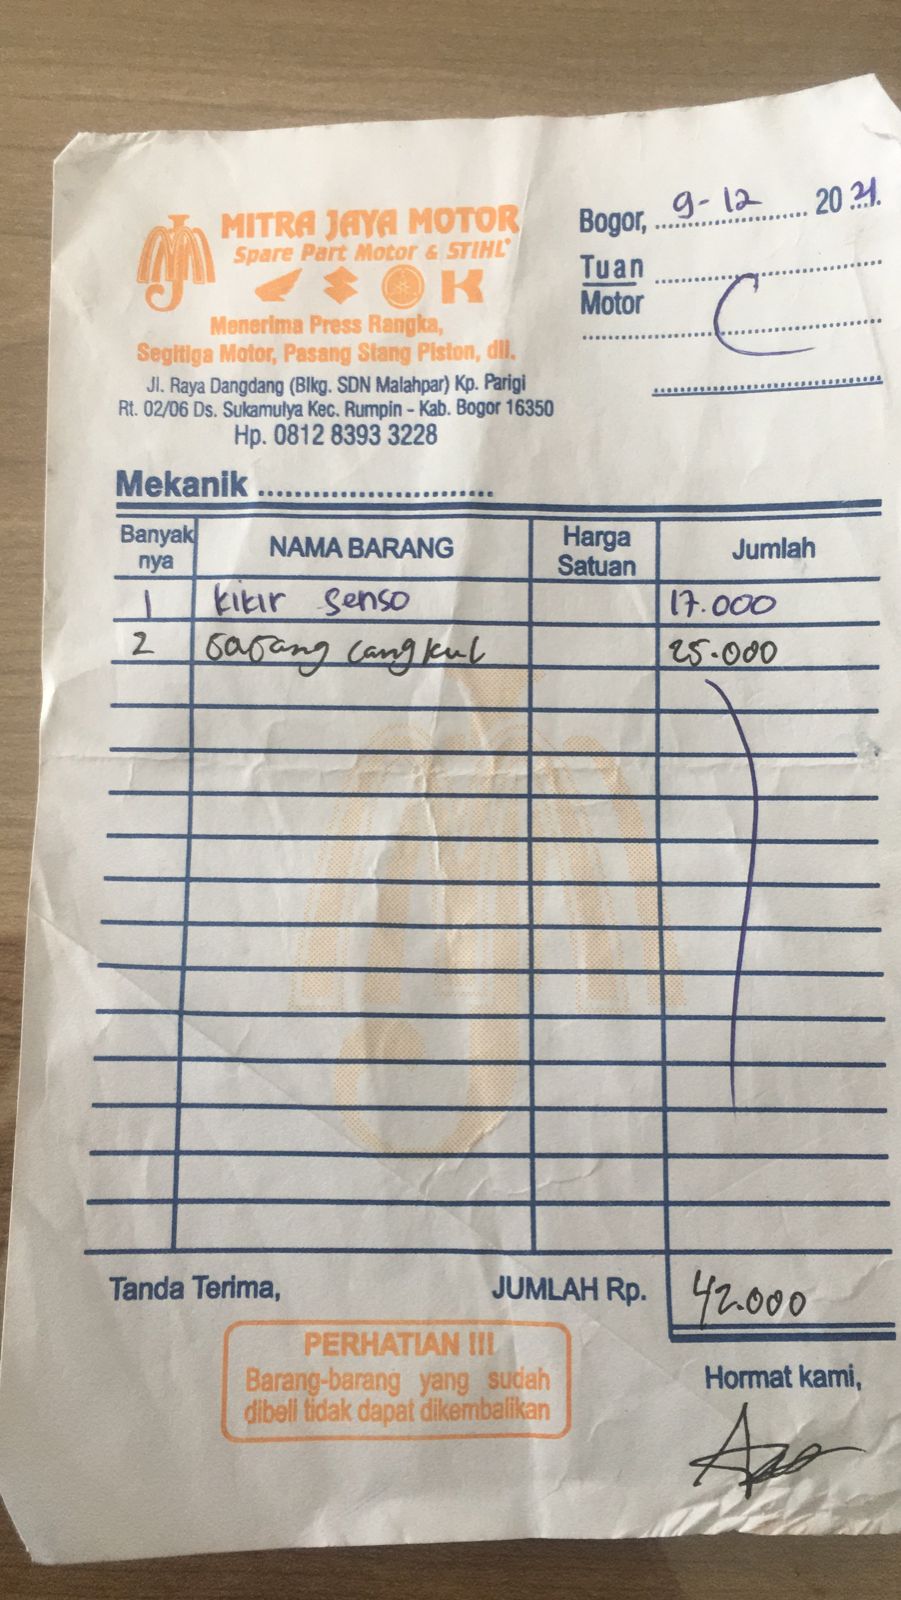 MITRA JAYA MOTOR
Spare Part Motor & STIHL
Menerima Press Rangka,
Segitiga Motor, Pasang Stang Piston, dll.
Jl. Raya Dangdang (Blkg. SDN Malahpar) Kp. Parigi
Rt. 02/06 Ds. Sukamulya Kec. Rumpin - Kab. Bogor 16350
Hp. 0812 8393 3228
Bogor, 9-12 2021.
Tuan
Motor
Mekanik
Banyak nya NAMA BARANG Harga Satuan Jumlah
1 kikir senso 17.000
2 cangkul 25.000
Tanda Terima, JUMLAH Rp. 42.000
PERHATIAN !!!
Barang-barang yang sudah
dibeli tidak dapat dikembalikan
Hormat kami,